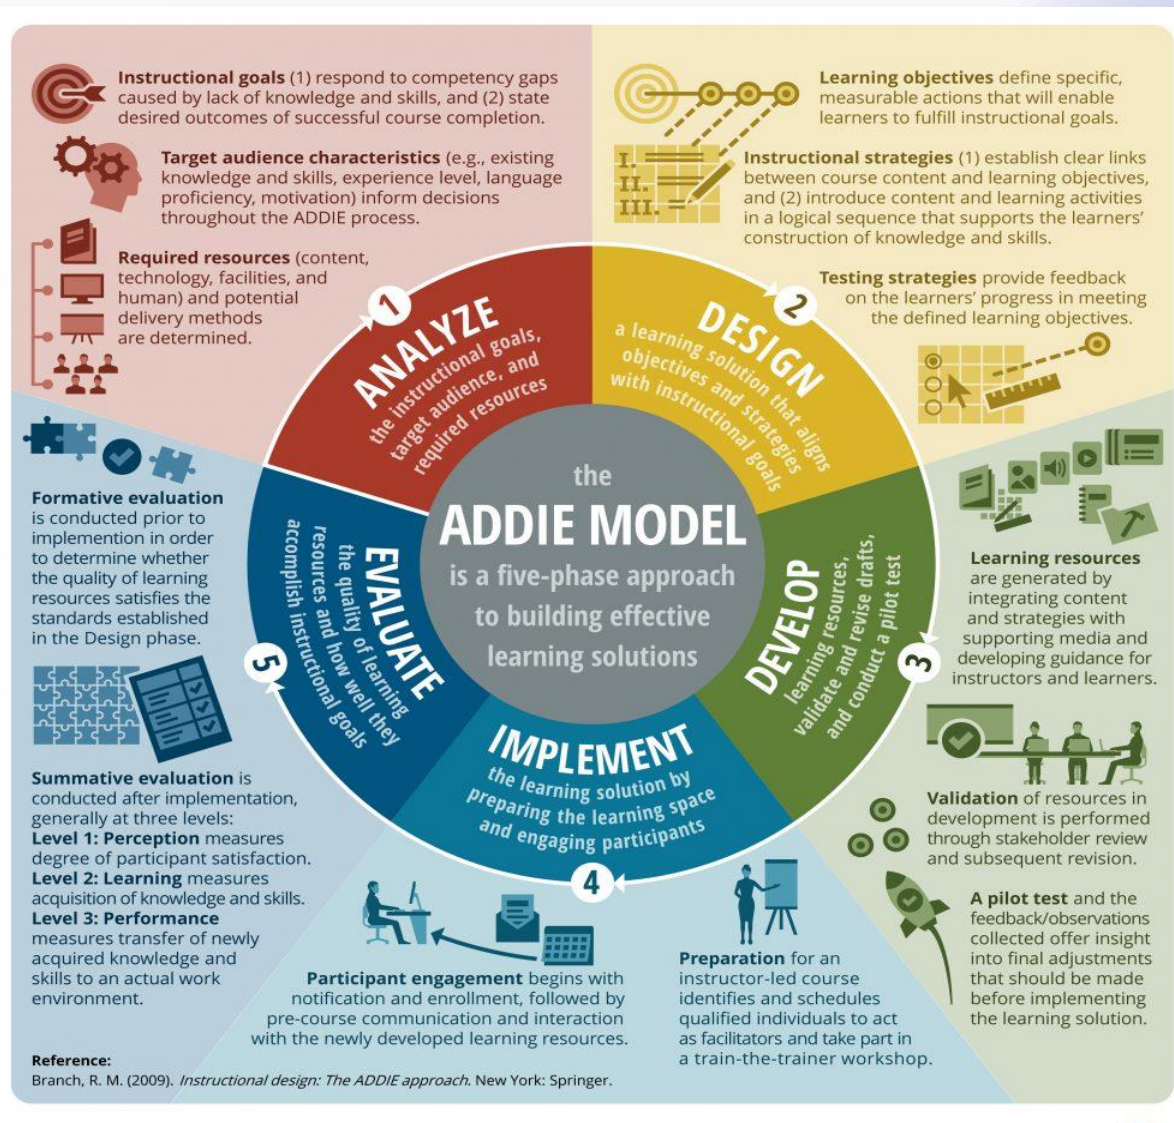 Instructional goals (1) respond to competency gaps
caused by lack of knowledge and skills, and (2) state
desired outcomes of successful course completion.
Target audience characteristics (e.g., existing
knowledge and skills, experience level, language
proficiency, motivation) inform decisions
throughout the ADDIE process.
Required resources (content,
technology, facilities, and
human) and potential
delivery methods
are determined.
1
ANALYZE
the instructional goals,
target audience, and
required resources
Learning objectives define specific,
measurable actions that will enable
learners to fulfill instructional goals.
I.
II.
III.
Instructional strategies (1) establish clear links
between course content and learning objectives,
and (2) introduce content and learning activities
in a logical sequence that supports the learners’
construction of knowledge and skills.
Testing strategies provide feedback
on the learners’ progress in meeting
the defined learning objectives.
2
DESIGN
a learning solution that aligns
objectives and strategies
with instructional goals
the
ADDIE MODEL
is a five-phase approach
to building effective
learning solutions
3
DEVELOP
learning resources,
validate and revise drafts,
and conduct a pilot test
Learning resources
are generated by
integrating content
and strategies with
supporting media and
developing guidance for
instructors and learners.
Validation of resources in
development is performed
through stakeholder review
and subsequent revision.
A pilot test and the
feedback/observations
collected offer insight
into final adjustments
that should be made
before implementing
the learning solution.
IMPLEMENT
the learning solution by
preparing the learning space
and engaging participants
4
Participant engagement begins with
notification and enrollment, followed by
pre-course communication and interaction
with the newly developed learning resources.
Preparation for an
instructor-led course
identifies and schedules
qualified individuals to act
as facilitators and take part in
a train-the-trainer workshop.
5
EVALUATE
the quality of learning
resources and how well they
accomplish instructional goals
Formative evaluation
is conducted prior to
implemention in order
to determine whether
the quality of learning
resources satisfies the
standards established
in the Design phase.
Summative evaluation is
conducted after implementation,
generally at three levels:
Level 1: Perception measures
degree of participant satisfaction.
Level 2: Learning measures
acquisition of knowledge and skills.
Level 3: Performance
measures transfer of newly
acquired knowledge and
skills to an actual work
environment.
Reference:
Branch, R. M. (2009). Instructional design: The ADDIE approach. New York: Springer.